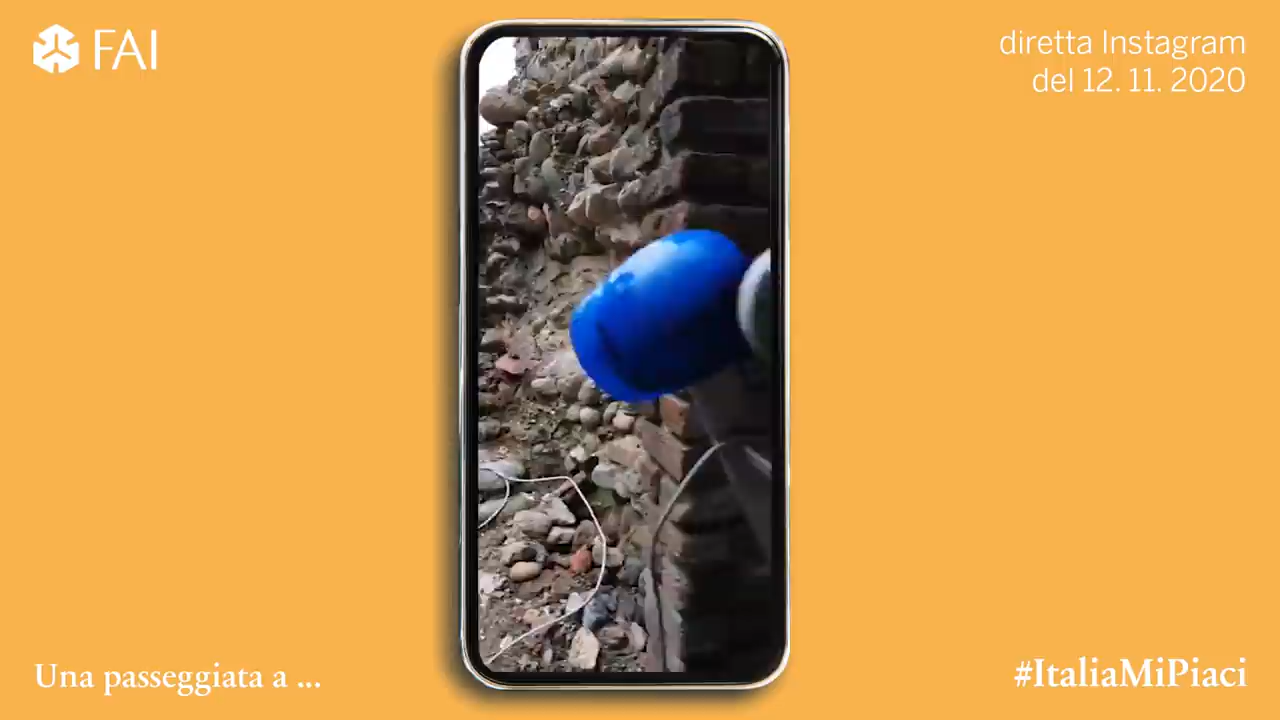 FAI
diretta Instagram
del 12. 11. 2020
Una passeggiata a ...
#ItaliaMiPiaci